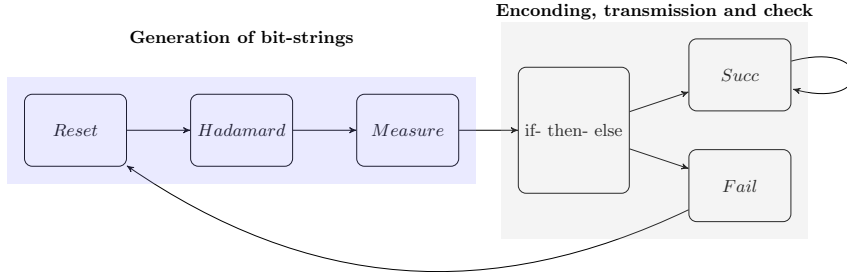 Enconding, transmission and check
Generation of bit-strings
Reset
Hadamard
Measure
if- then- else
Succ
Fail